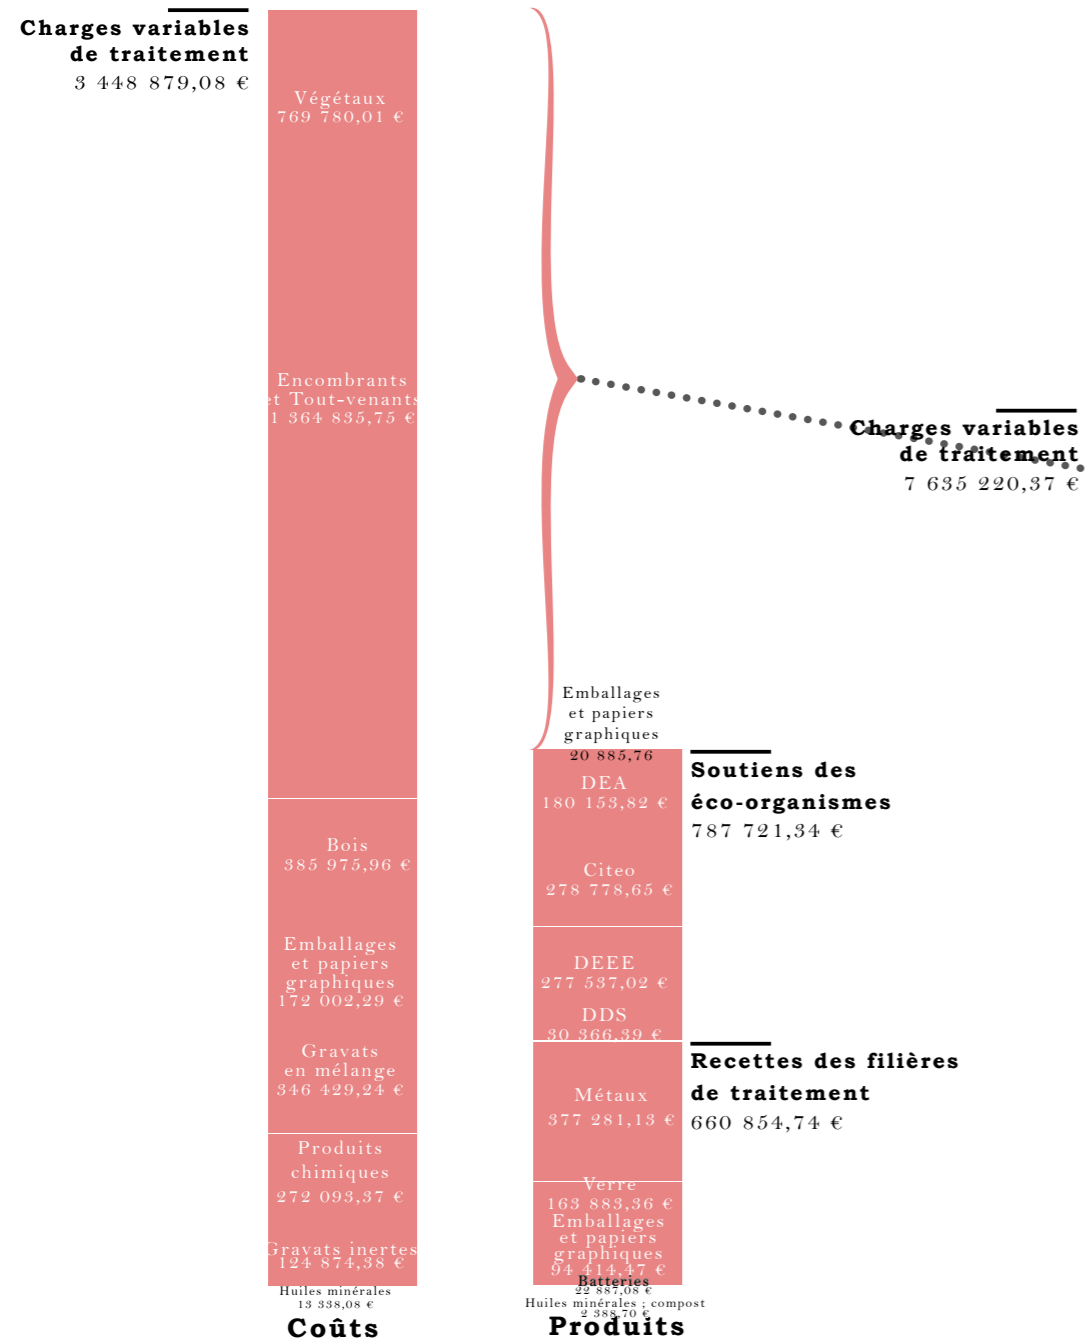 Charges variables
de traitement
3 448 879,08 €
Végétaux
769 780,01 €
Encombrants
et Tout-venants
1 364 835,75 €
Bois
385 975,96 €
Emballages
et papiers
graphiques
172 002,29 €
Gravats
en mélange
346 429,24 €
Produits
chimiques
272 093,37 €
Gravats inertes
124 874,38 €
Huiles minérales
13 338,08 €
Coûts
Charges variables
de traitement
7 635 220,37 €
Emballages
et papiers
graphiques
20 885,76
DEA
180 153,82 €
Citeo
278 778,65 €
DEEE
277 537,02 €
DDS
30 366,39 €
Soutiens des
éco-organismes
787 721,34 €
Métaux
377 281,13 €
Verre
163 883,36 €
Emballages
et papiers
graphiques
94 414,47 €
Batteries
22 887,08 €
Huiles minérales ; compost
2 388,70 €
Recettes des filières
de traitement
660 854,74 €
Produits